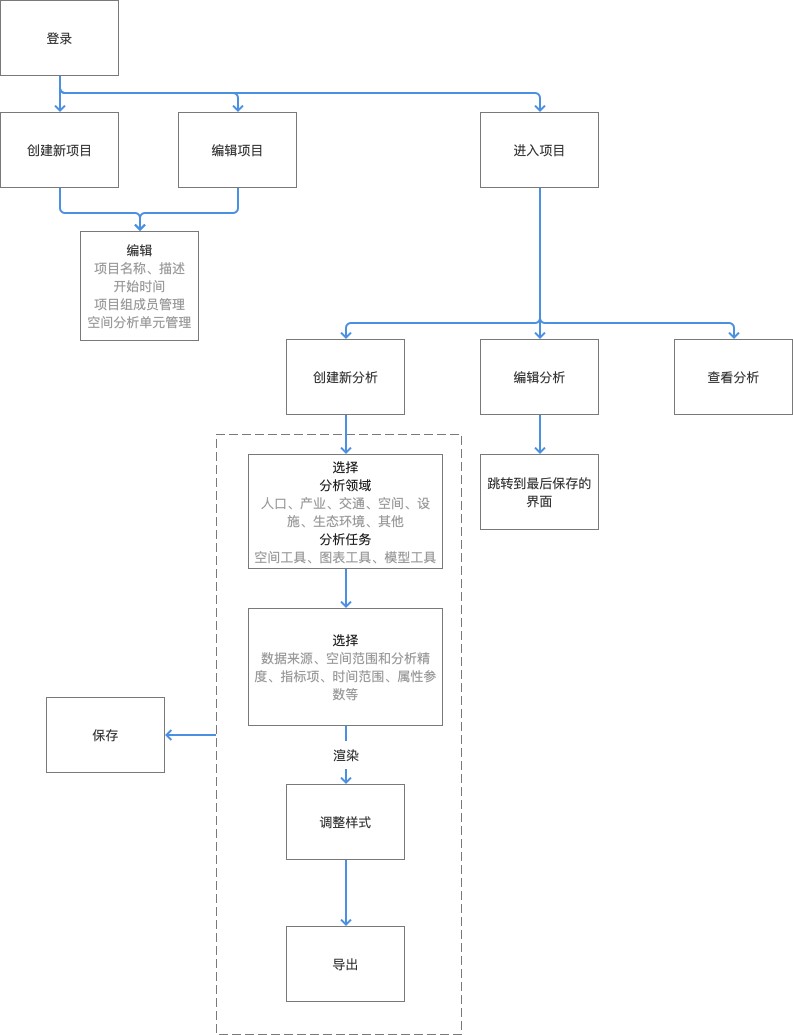 登录
创建新项目
编辑项目
进入项目
编辑
项目名称、描述
开始时间
项目组成员管理
空间分析单元管理
创建新分析
编辑分析
查看分析
选择
分析领域
人口、产业、交通、空间、设
施、生态环境、其他
分析任务
空间工具、图表工具、模型工具
跳转到最后保存的
界面
选择
数据来源、空间范围和分析精
度、指标项、时间范围、属性参
数等
保存
渲染
调整样式
导出